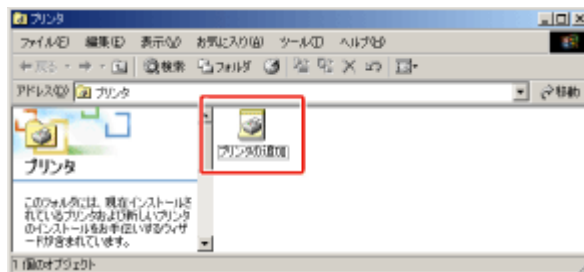 プリンタ
ファイル(F) 編集(E) 表示(V) お気に入り(A) ツール(T) ヘルプ(H)
戻る 検索 フォルダ
アドレス(D) プリンタ 移動
プリンタの追加
プリンタ
このフォルダには、現在インストールさ
れているプリンタおよび新しいプリンタ
のインストールをお手伝いするウィザ
ードが含まれています。
1 個のオブジェクト